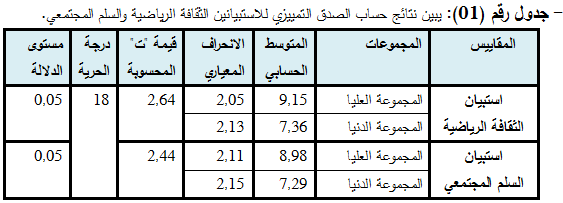 – جدول رقم (01): يبين نتائج حساب الصدق التمييزي للاستبيانين الثقافة الرياضية والسلم المجتمعي.
المقاييس المجموعات المتوسط الحسابي الانحراف المعياري قيمة "ت" المحسوبة درجة الحرية مستوى الدلالة
استبيان الثقافة الرياضية المجموعة العليا 9,15 2,05 2,64 18 0,05
المجموعة الدنيا 7,36 2,13
استبيان السلم المجتمعي المجموعة العليا 8,98 2,11 2,44 0,05
المجموعة الدنيا 7,29 2,15